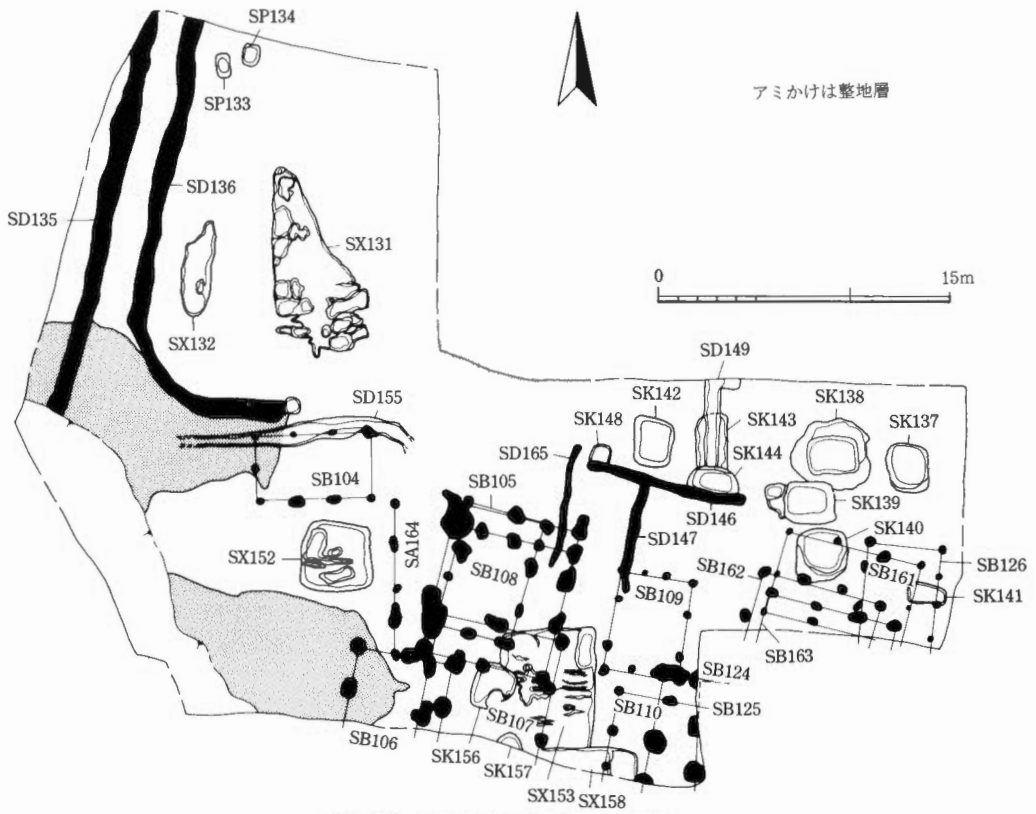 SP134
SP133
アミかけは整地層
SD136
SD135
SX131
0
15m
SX132
SD149
SD155
SK142
SK138
SK148
SK143
SK137
SD165
SK144
SB104
SB105
SK139
SD146
SA164
SK140
SX152
SD147
SB108
SB162
SB161
SB126
SB109
SK141
SB163
SB124
SB125
SB107
SB110
SB106
SK156
SK157
SX153
SX158